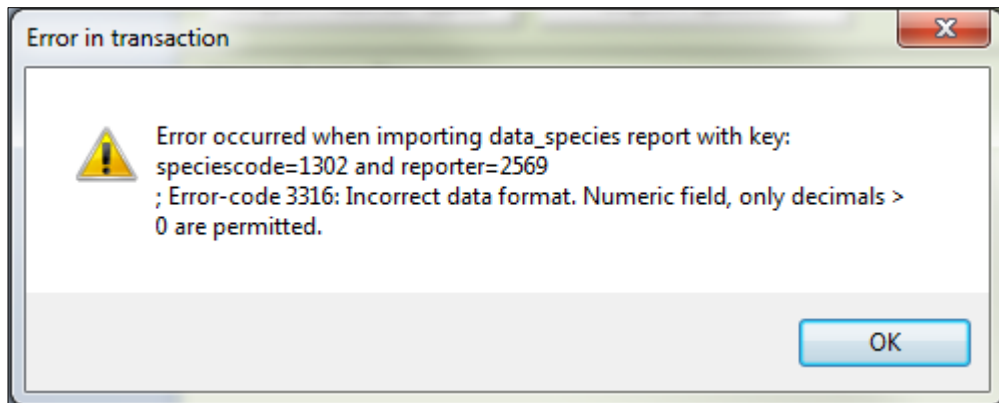 Error in transaction
Error occurred when importing data_species report with key:
speciescode=1302 and reporter=2569
; Error-code 3316: Incorrect data format. Numeric field, only decimals >
0 are permitted.
OK